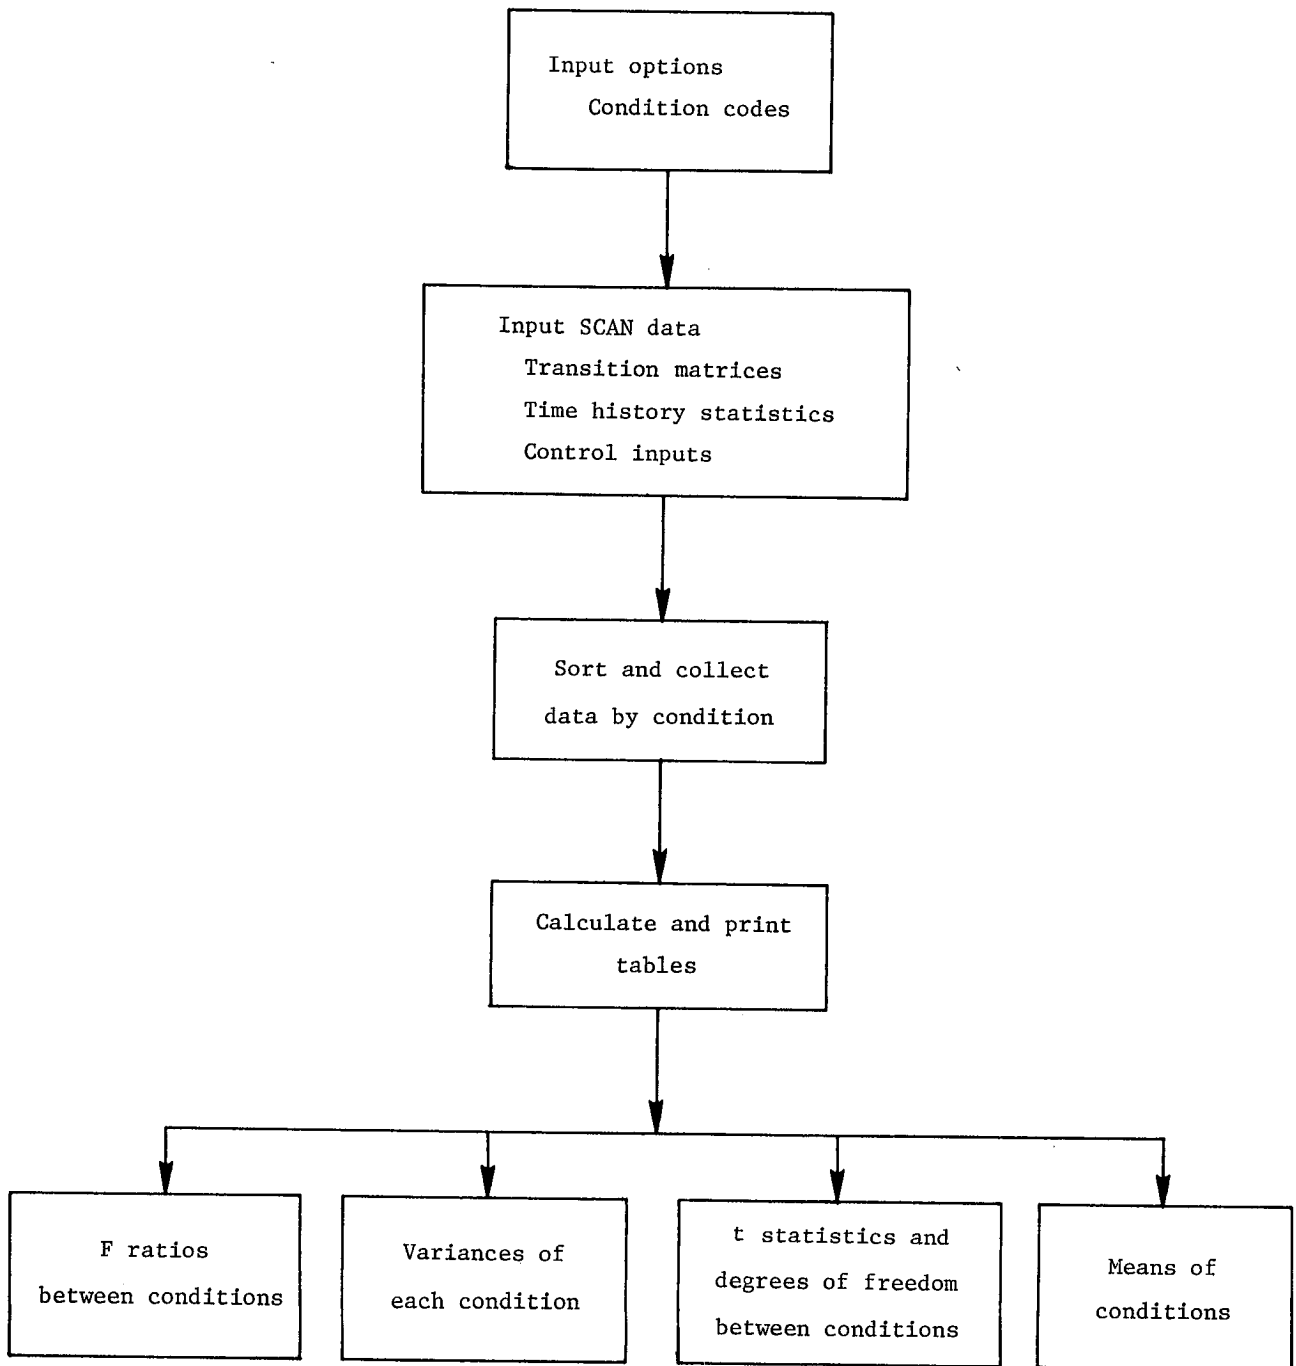 Input options
Condition codes
Input SCAN data
Transition matrices
Time history statistics
Control inputs
Sort and collect
data by condition
Calculate and print
tables
F ratios
between conditions
Variances of
each condition
t statistics and
degrees of freedom
between conditions
Means of
conditions